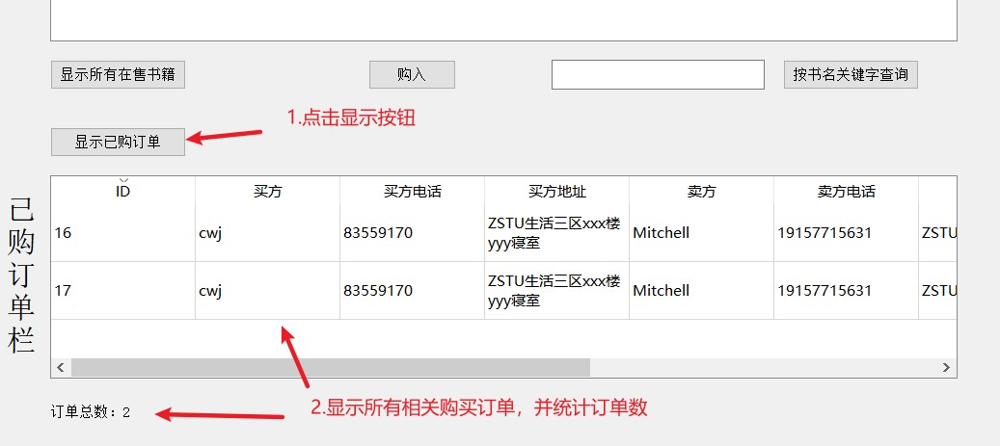 显示所有在售书籍
购入
按书名关键字查询
1.点击显示按钮
显示已购订单
已购订单栏
ID 买方 买方电话 买方地址 卖方 卖方电话
16 cwj 83559170 ZSTU生活三区xxx楼 Mitchell 19157715631 ZSTU
yyy寝室
17 cwj 83559170 ZSTU生活三区xxx楼 Mitchell 19157715631 ZSTU
yyy寝室
2.显示所有相关购买订单，并统计订单数
订单总数：2